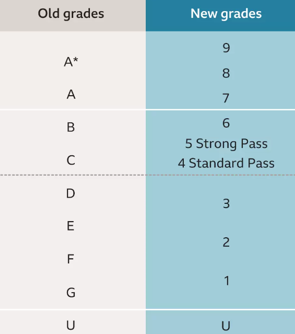 Old grades New grades
9
A*
8
A
7
B
6
5 Strong Pass
C
4 Standard Pass
D
3
E
2
F
1
G
U U